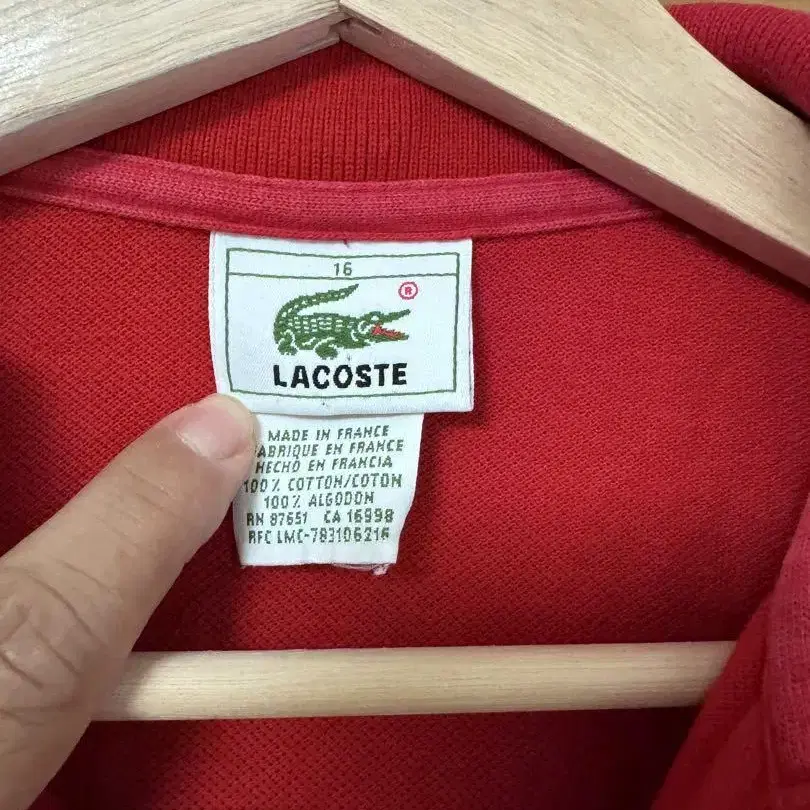 16
®
LACOSTE
MADE IN FRANCE
ABRIQUE EN FRANCE
HECHO EN FRANCIA
100% COTTON/COTON
100% ALGODON
RN 87651 CA 16998
RFC LMC-783106216